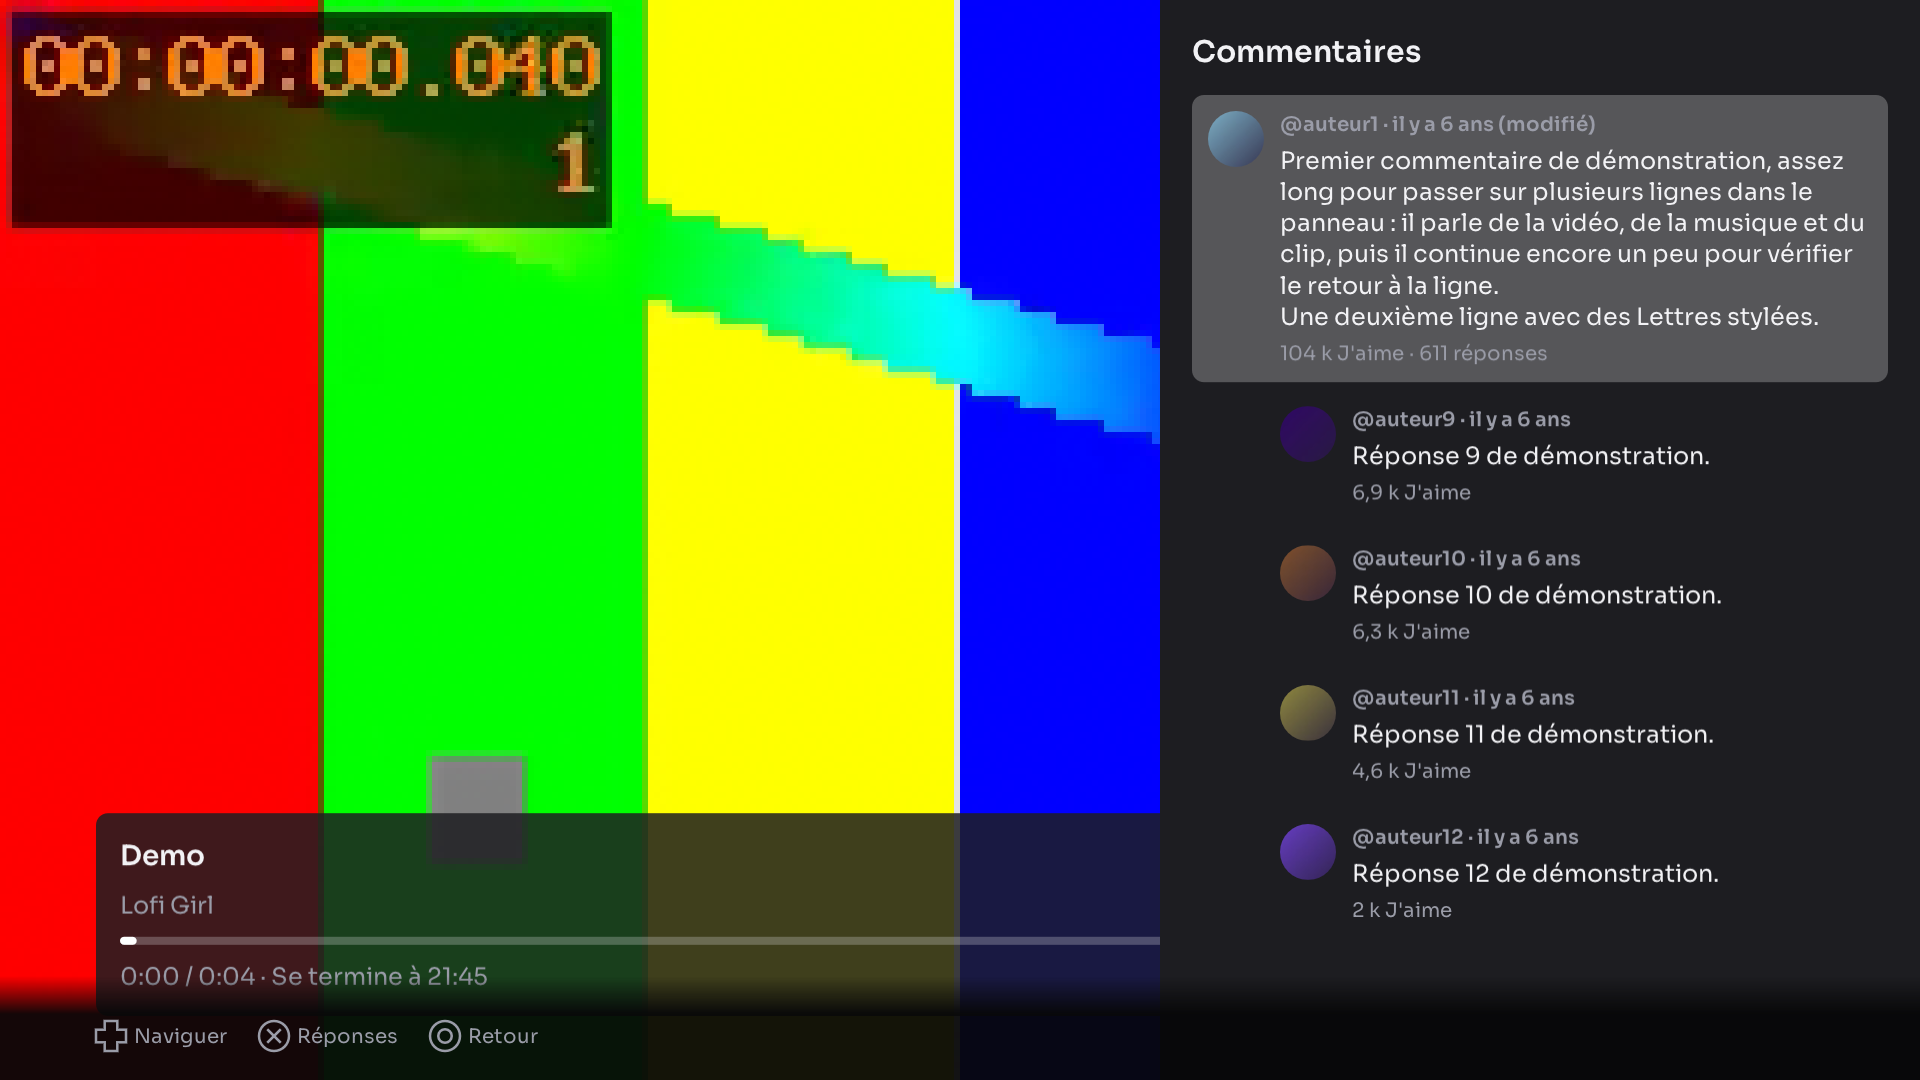 00:00:00.040
1
Commentaires
@auteur1 · il y a 6 ans (modifié)
Premier commentaire de démonstration, assez
long pour passer sur plusieurs lignes dans le
panneau : il parle de la vidéo, de la musique et du
clip, puis il continue encore un peu pour vérifier
le retour à la ligne.
Une deuxième ligne avec des Lettres stylées.
104 k J'aime · 611 réponses
@auteur9 · il y a 6 ans
Réponse 9 de démonstration.
6,9 k J'aime
@auteur10 · il y a 6 ans
Réponse 10 de démonstration.
6,3 k J'aime
@auteur11 · il y a 6 ans
Réponse 11 de démonstration.
4,6 k J'aime
@auteur12 · il y a 6 ans
Réponse 12 de démonstration.
2 k J'aime
Demo
Lofi Girl
0:00 / 0:04 · Se termine à 21:45
Naviguer Réponses Retour